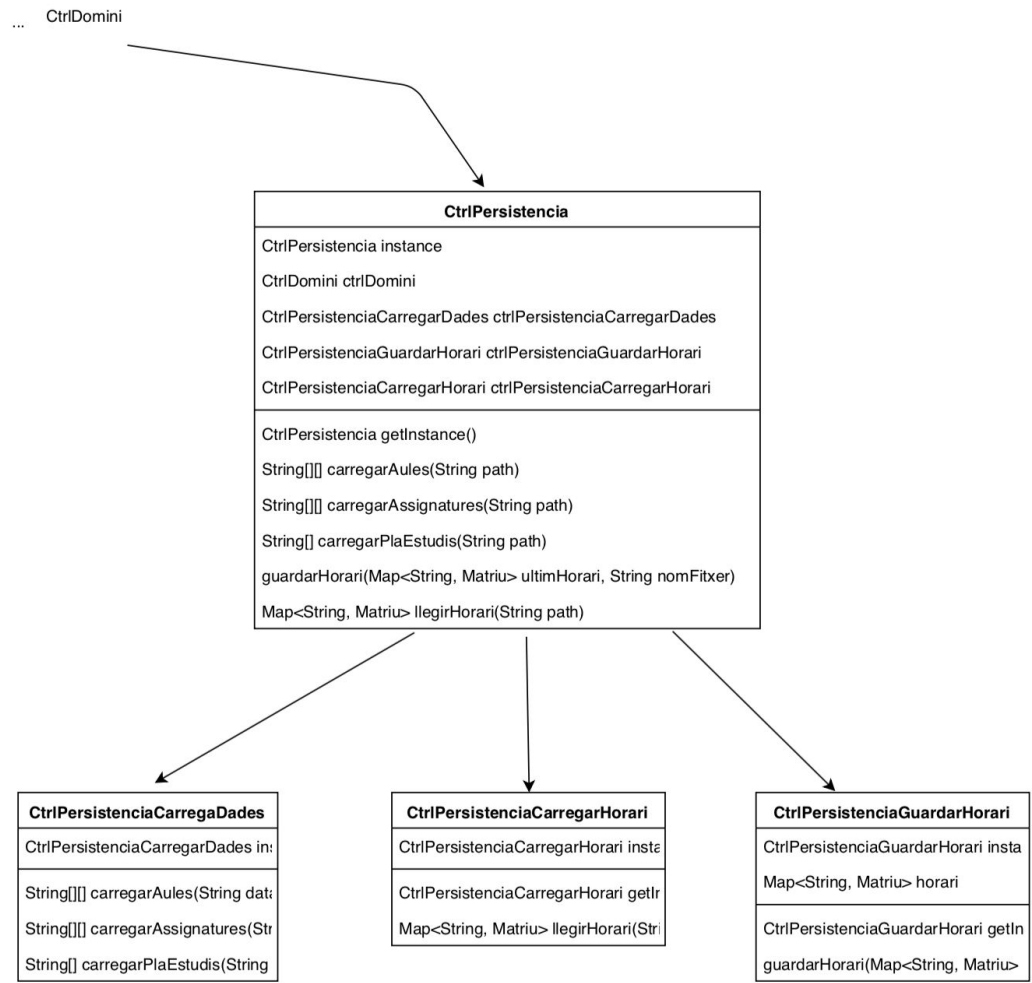 ... CtrlDomini
CtrlPersistencia
CtrlPersistencia instance
CtrlDomini ctrlDomini
CtrlPersistenciaCarregarDades ctrlPersistenciaCarregarDades
CtrlPersistenciaGuardarHorari ctrlPersistenciaGuardarHorari
CtrlPersistenciaCarregarHorari ctrlPersistenciaCarregarHorari
CtrlPersistencia getInstance()
String[][] carregarAules(String path)
String[][] carregarAssignatures(String path)
String[] carregarPlaEstudis(String path)
guardarHorari(Map<String, Matriu> ultimHorari, String nomFitxer)
Map<String, Matriu> llegirHorari(String path)
CtrlPersistenciaCarregaDades
CtrlPersistenciaCarregarDades ins
String[][] carregarAules(String data
String[][] carregarAssignatures(Str
String[] carregarPlaEstudis(String
CtrlPersistenciaCarregarHorari
CtrlPersistenciaCarregarHorari insta
CtrlPersistenciaCarregarHorari getIn
Map<String, Matriu> llegirHorari(Stri
CtrlPersistenciaGuardarHorari
CtrlPersistenciaGuardarHorari insta
Map<String, Matriu> horari
CtrlPersistenciaGuardarHorari getIn
guardarHorari(Map<String, Matriu>